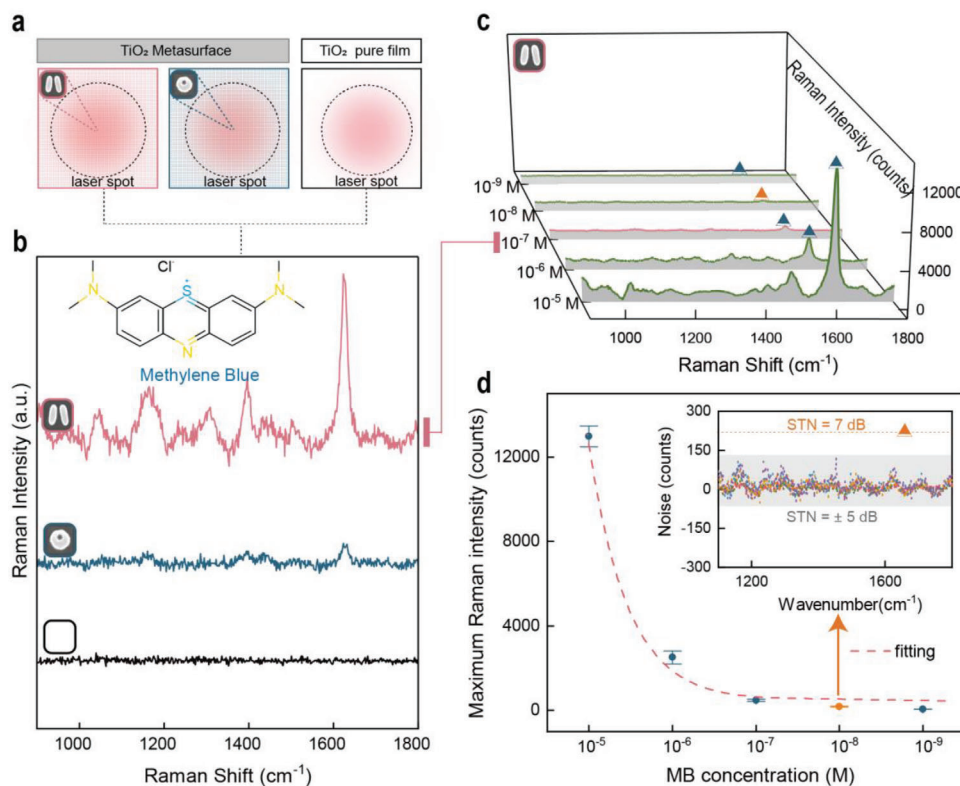 a
TiO₂ Metasurface
TiO₂ pure film
laser spot
laser spot
laser spot
b
Cl⁻
N
N
S
N
Methylene Blue
Raman Intensity (a.u.)
1000 1200 1400 1600 1800
Raman Shift (cm⁻¹)
c
Raman Intensity (counts)
12000
8000
4000
0
10⁻⁹ M
10⁻⁸ M
10⁻⁷ M
10⁻⁶ M
10⁻⁵ M
1000 1200 1400 1600 1800
Raman Shift (cm⁻¹)
d
Maximum Raman intensity (counts)
12000
8000
4000
0
10⁻⁵ 10⁻⁶ 10⁻⁷ 10⁻⁸ 10⁻⁹
MB concentration (M)
fitting
Noise (counts)
300
150
0
-150
-300
STN = 7 dB
STN = ± 5 dB
1200 1600
Wavenumber(cm⁻¹)